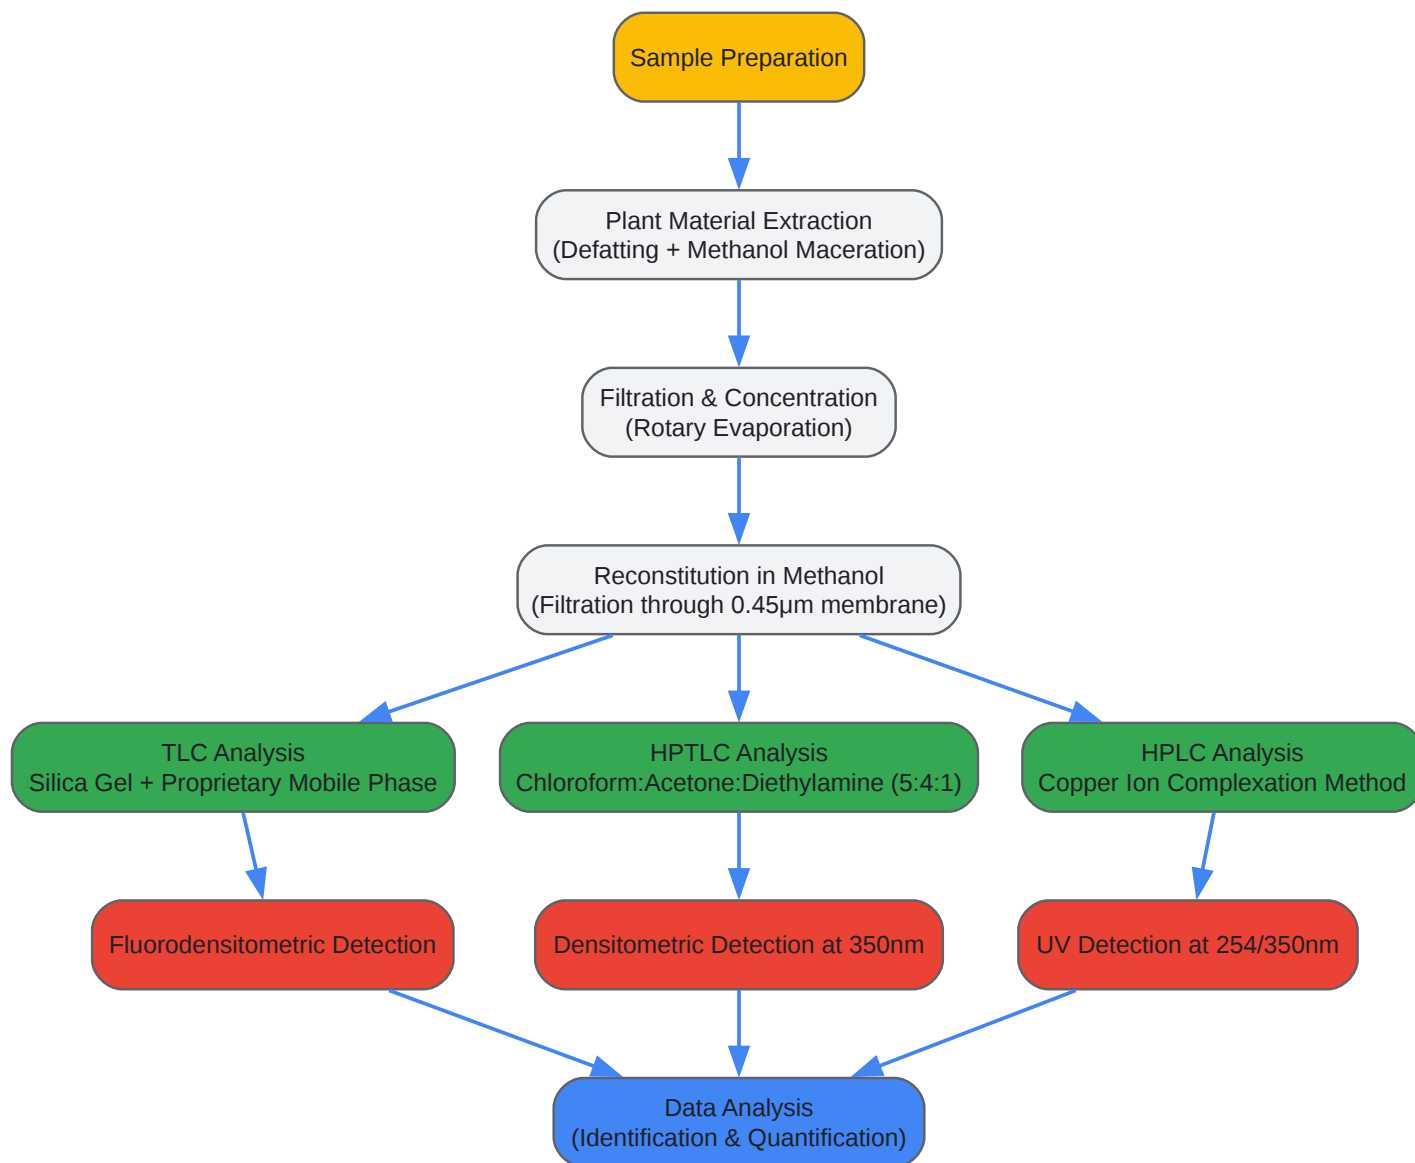 Sample Preparation
Plant Material Extraction
(Defatting + Methanol Maceration)
Filtration & Concentration
(Rotary Evaporation)
Reconstitution in Methanol
(Filtration through 0.45μm membrane)
TLC Analysis
Silica Gel + Proprietary Mobile Phase
HPTLC Analysis
Chloroform:Acetone:Diethylamine (5:4:1)
HPLC Analysis
Copper Ion Complexation Method
Fluorodensitometric Detection
Densitometric Detection at 350nm
UV Detection at 254/350nm
Data Analysis
(Identification & Quantification)